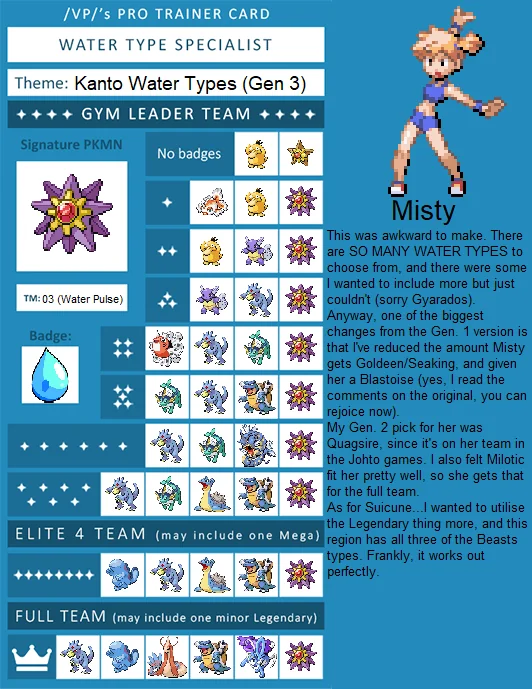 /VP/'s PRO TRAINER CARD
WATER TYPE SPECIALIST
Theme: Kanto Water Types (Gen 3)
GYM LEADER TEAM
Signature PKMN
No badges
TM: 03 (Water Pulse)
Badge:
ELITE 4 TEAM (may include one Mega)
FULL TEAM (may include one minor Legendary)
Misty
This was awkward to make. There
are SO MANY WATER TYPES to
choose from, and there were some
I wanted to include more but just
couldn't (sorry Gyarados).
Anyway, one of the biggest
changes from the Gen. 1 version is
that I've reduced the amount Misty
gets Goldeen/Seaking, and given
her a Blastoise (yes, I read the
comments on the original, you can
rejoice now).
My Gen. 2 pick for her was
Quagsire, since it's on her team in
the Johto games. I also felt Milotic
fit her pretty well, so she gets that
for the full team.
As for Suicune...I wanted to utilise
the Legendary thing more, and this
region has all three of the Beasts
types. Frankly, it works out
perfectly.